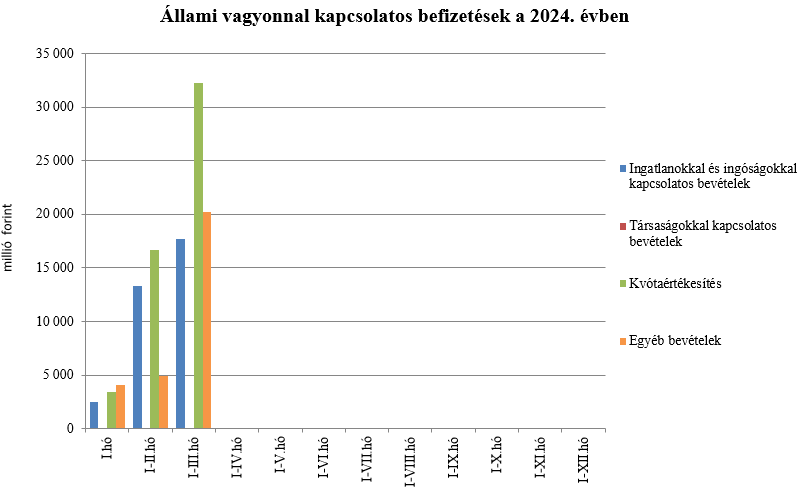 Állami vagyonnal kapcsolatos befizetések a 2024. évben
35 000
30 000
25 000
20 000
15 000
10 000
5 000
0
millió forint
I.hó
I-II.hó
I-III.hó
I-IV.hó
I-V.hó
I-VI.hó
I-VII.hó
I-VIII.hó
I-IX.hó
I-X.hó
I-XI.hó
I-XII.hó
Ingatlanokkal és ingóságokkal
kapcsolatos bevételek
Társaságokkal kapcsolatos
bevételek
Kvótaértékesítés
Egyéb bevételek